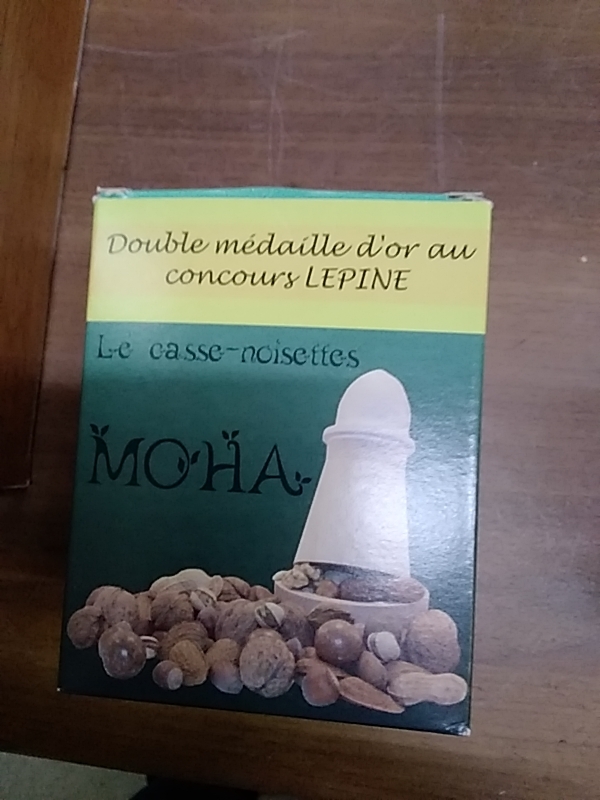 Double médaille d'or au
concours LEPINE
Le casse-noisettes
MOHA